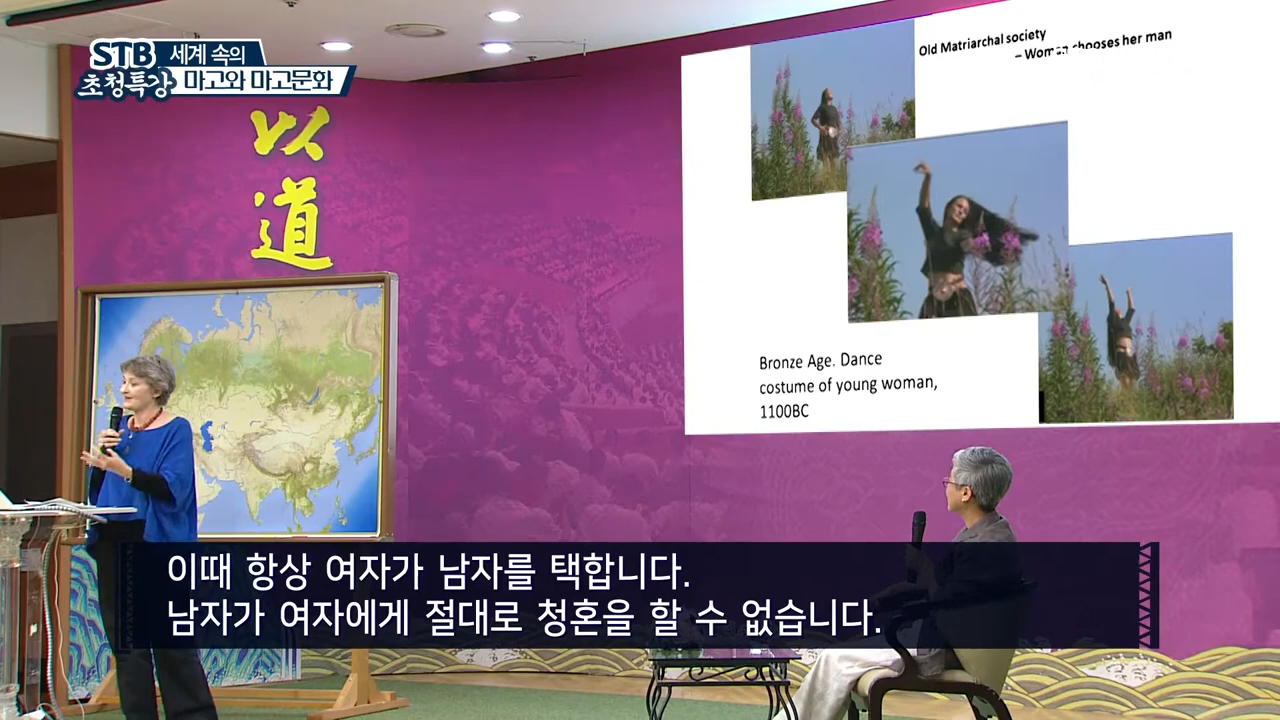 STB 세계 속의
초청특강 마고와 마고문화
以
道
Old Matriarchal society
– Woman chooses her man
Bronze Age. Dance
costume of young woman,
1100BC
이때 항상 여자가 남자를 택합니다.
남자가 여자에게 절대로 청혼을 할 수 없습니다.